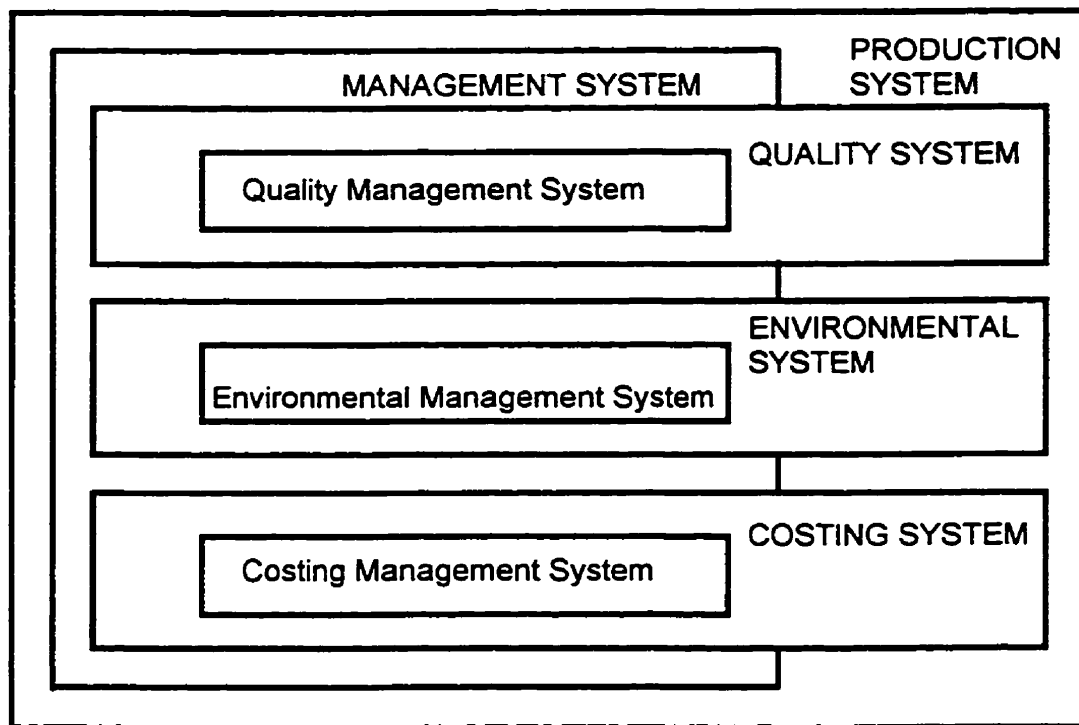 PRODUCTION
SYSTEM
MANAGEMENT SYSTEM
QUALITY SYSTEM
Quality Management System
ENVIRONMENTAL
SYSTEM
Environmental Management System
COSTING SYSTEM
Costing Management System